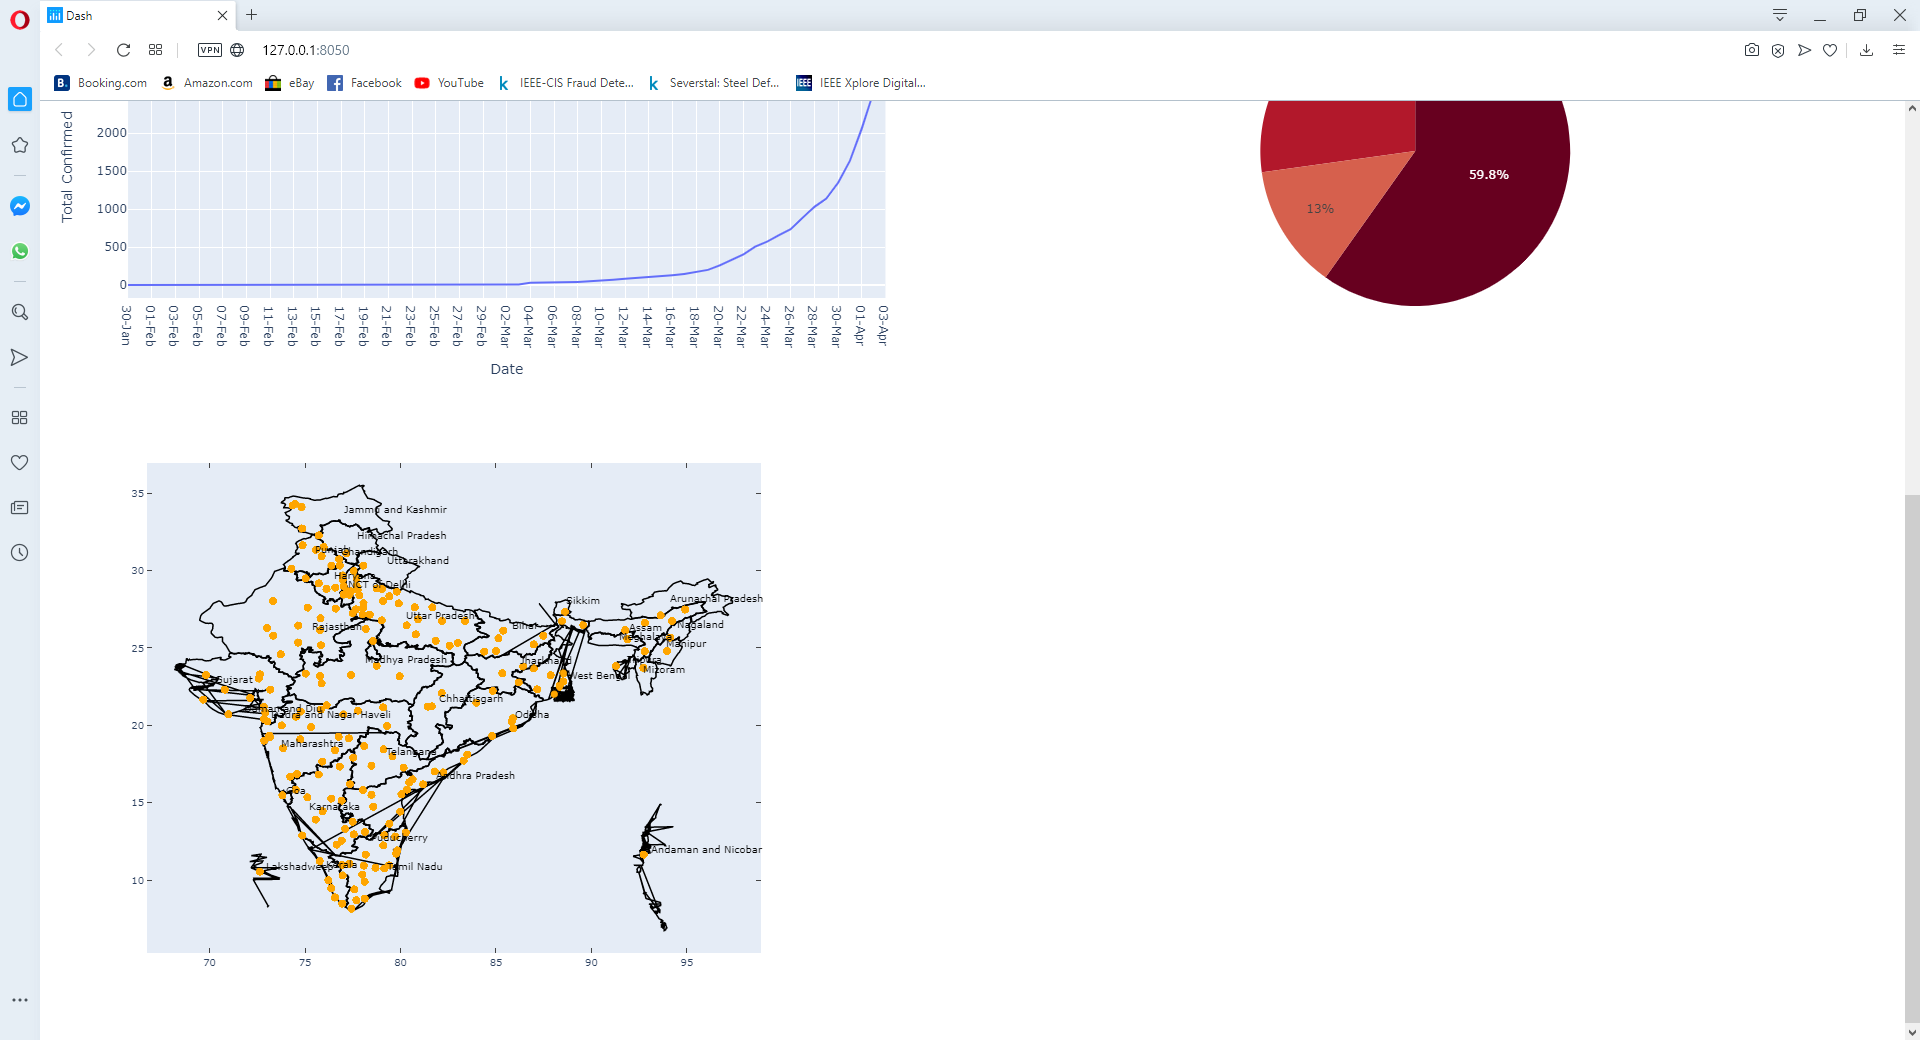 Dash
VPN
127.0.0.1:8050
B. Booking.com
a Amazon.com
eBay
Facebook
YouTube
k IEEE-CIS Fraud Dete...
k Severstal: Steel Def...
IEEE IEEE Xplore Digital...
Total Confirmed
2000
1500
1000
500
0
30-Jan
01-Feb
03-Feb
05-Feb
07-Feb
09-Feb
11-Feb
13-Feb
15-Feb
17-Feb
19-Feb
21-Feb
23-Feb
25-Feb
27-Feb
29-Feb
02-Mar
04-Mar
06-Mar
08-Mar
10-Mar
12-Mar
14-Mar
16-Mar
18-Mar
20-Mar
22-Mar
24-Mar
26-Mar
28-Mar
30-Mar
01-Apr
03-Apr
Date
59.8%
13%
35
30
25
20
15
10
70
75
80
85
90
95
Jammu and Kashmir
Himachal Pradesh
Punjab
Chandigarh
Uttarakhand
Haryana
NCT of Delhi
Sikkim
Arunachal Pradesh
Uttar Pradesh
Rajasthan
Bihar
Assam
Nagaland
Meghalaya
Manipur
Madhya Pradesh
Jharkhand
Tripura
Mizoram
Gujarat
West Bengal
Chhattisgarh
Daman and Diu
Dadra and Nagar Haveli
Odisha
Maharashtra
Telangana
Andhra Pradesh
Goa
Karnataka
Puducherry
Andaman and Nicobar
Lakshadweep
Kerala
Tamil Nadu